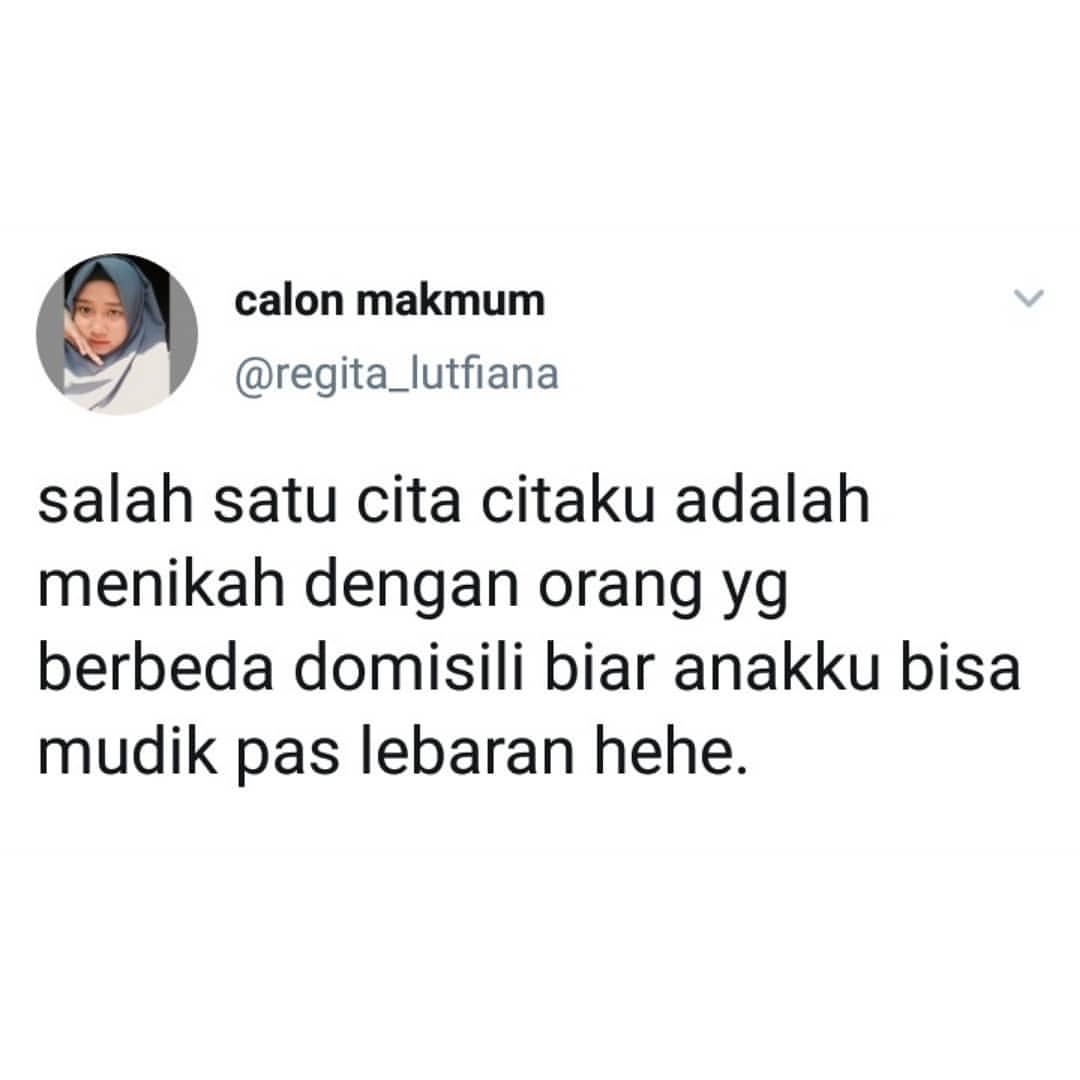 calon makmum
@regita_lutfiana
salah satu cita citaku adalah
menikah dengan orang yg
berbeda domisili biar anakku bisa
mudik pas lebaran hehe.